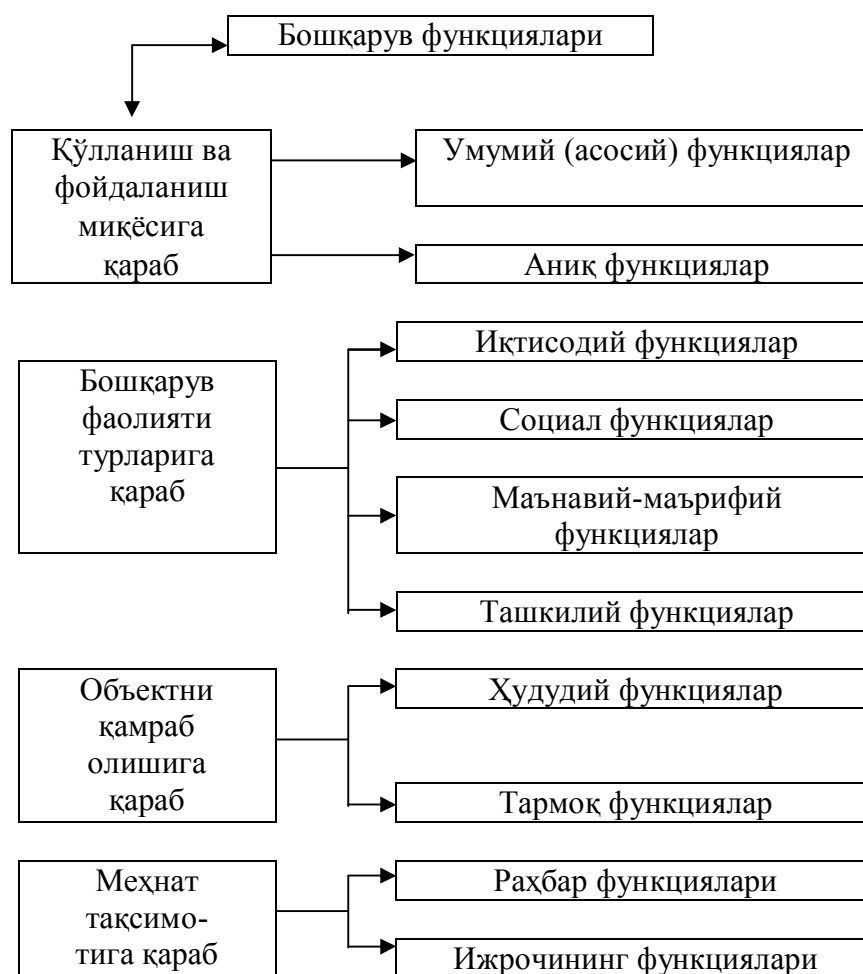 Бошқарув функциялари
Қўлланиш ва
фойдаланиш
миқёсига
қараб
Умумий (асосий) функциялар
Аниқ функциялар
Бошқарув
фаолияти
турларига
қараб
Иқтисодий функциялар
Социал функциялар
Маънавий-маърифий
функциялар
Ташкилий функциялар
Объектни
қамраб
олишига
қараб
Ҳудудий функциялар
Тармоқ функциялар
Меҳнат
тақсимо-
тига қараб
Раҳбар функциялари
Ижрочининг функциялари